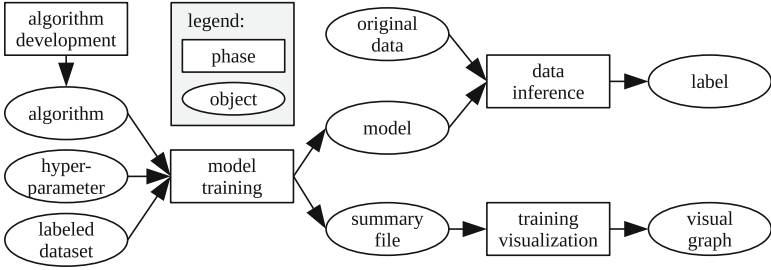 algorithm
development
algorithm
hyper-
parameter
labeled
dataset
legend:
phase
object
model
training
original
data
model
summary
file
data
inference
training
visualization
label
visual
graph